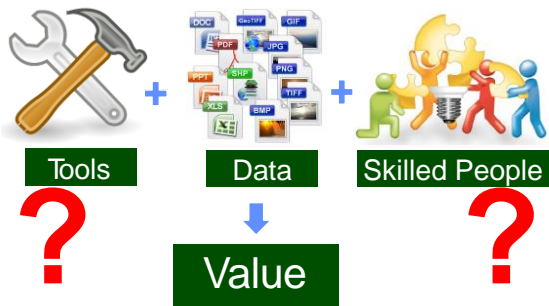 DOC GeoTIFF GIF
PDF JPG
PPT SHP PNG
TIFF
XLS BMP
+ +
Tools Data Skilled People
? ?
Value